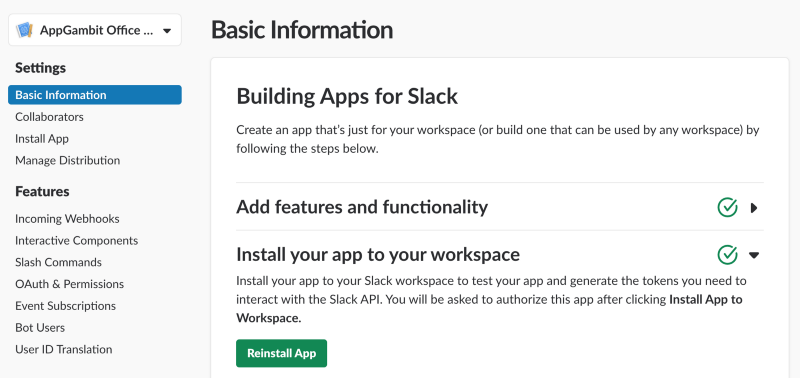 AppGambit Office ...
Settings
Basic Information
Collaborators
Install App
Manage Distribution
Features
Incoming Webhooks
Interactive Components
Slash Commands
OAuth & Permissions
Event Subscriptions
Bot Users
User ID Translation
Basic Information
Building Apps for Slack
Create an app that's just for your workspace (or build one that can be used by any workspace) by
following the steps below.
Add features and functionality
Install your app to your workspace
Install your app to your Slack workspace to test your app and generate the tokens you need to
interact with the Slack API. You will be asked to authorize this app after clicking Install App to
Workspace.
Reinstall App